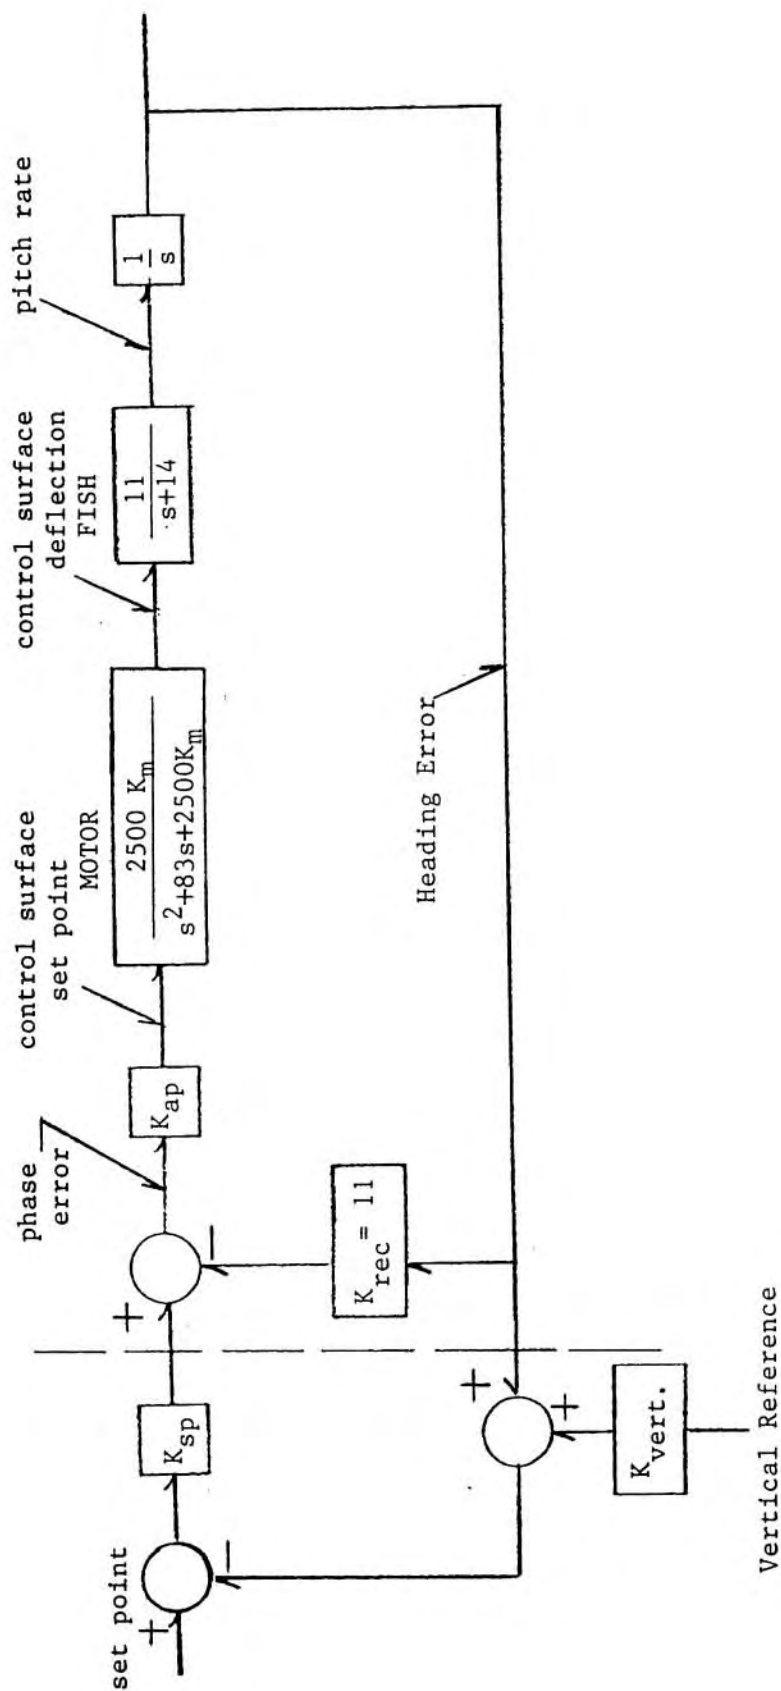 set point
+
−
K_sp
+
−
phase
error
K_ap
control surface
set point
MOTOR
2500 K_m
s²+83s+2500K_m
control surface
deflection
FISH
11
s+14
pitch rate
1
s
K_rec = 11
Heading Error
+
+
K_vert.
Vertical Reference